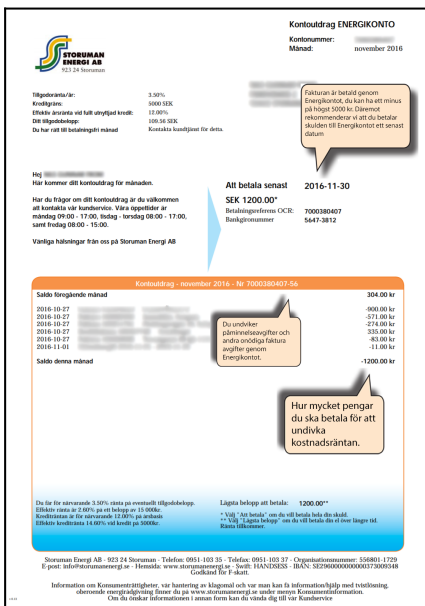 Kontoutdrag ENERGIKONTO
Kontonummer:
Månad: november 2016
STORUMAN
ENERGI AB
923 24 Storuman
Tillgodoränta/år: 3.50%
Kreditgräns: 5000 SEK
Effektiv årsränta vid fullt utnyttjad kredit: 12.00%
Ditt tillgodobelopp: 109.56 SEK
Du har rätt till betalningsfri månad Kontakta kundtjänst för detta.
Fakturan är betald genom
Energikontot, du kan ha ett minus
på högst 5000 kr. Däremot
rekommenderar vi att du betalar
skulden till Energikontot ett senast
datum
Hej
Här kommer ditt kontoutdrag för månaden.
Har du frågor om ditt kontoutdrag är du välkommen
att kontakta vår kundservice. Våra öppettider är
måndag 09:00 - 17:00, tisdag - torsdag 08:00 - 17:00,
samt fredag 08:00 - 15:00.
Vänliga hälsningar från oss på Storuman Energi AB
Att betala senast 2016-11-30
SEK 1200.00*
Betalningsreferens OCR: 7000380407
Bankgironummer 5647-3812
Kontoutdrag - november 2016 - Nr 7000380407-56
Saldo föregående månad 304.00 kr
2016-10-27 -900.00 kr
2016-10-27 -571.00 kr
2016-10-27 -274.00 kr
2016-10-27 335.00 kr
2016-10-27 -83.00 kr
2016-11-01 -11.00 kr
Saldo denna månad -1200.00 kr
Du undviker
påminnelseavgifter och
andra onödiga faktura
avgifter genom
Energikontot.
Hur mycket pengar
du ska betala för att
undvika
kostnadsräntan.
Du får för närvarande 3.50% ränta på eventuellt tillgodobelopp.
Effektiv ränta är 2.60% på ett belopp av 15 000kr.
Krediträntan är för närvarande 12.00% på årsbasis
Effektiv kreditränta 14.60% vid kredit på 5000kr.
Lägsta belopp att betala: 1200.00**
* Välj "Att betala" om du vill betala hela din skuld.
** Välj "Lägsta belopp" om du vill betala din el över längre tid.
Ränta tillkommer.
Storuman Energi AB - 923 24 Storuman - Telefon: 0951-103 35 - Telefax: 0951-103 37 - Organisationsnummer: 556801-1729
E-post: info@storumanenergi.se - Hemsida: www.storumanenergi.se - Swift: HANDSESS - IBAN: SE2960000000000373009348
Godkänd för F-skatt.
Information om Konsumenträttigheter, vår hantering av klagomål och var man kan få information/hjälp med tvistlösning,
oberoende energirådgivning finner du på www.storumanenergi.se under menyn Konsumentinformation.
Om du önskar informationen i annan form kan du vända dig till vår Kundservice